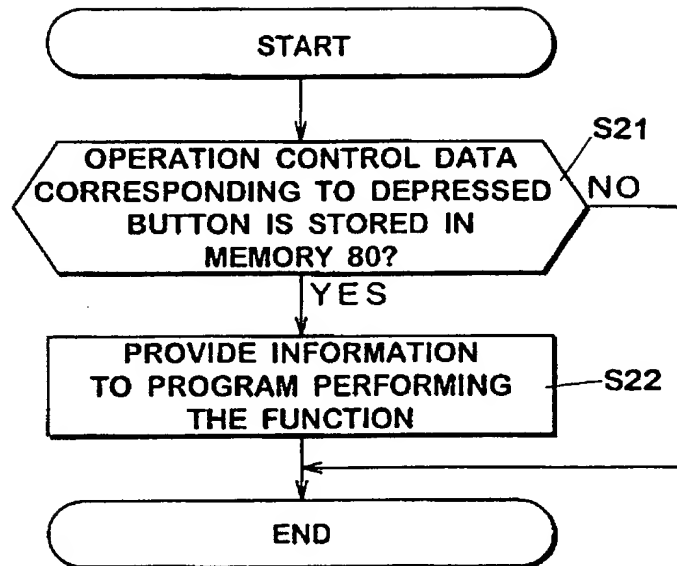 START
S21
OPERATION CONTROL DATA
CORRESPONDING TO DEPRESSED
BUTTON IS STORED IN
MEMORY 80?
NO
YES
PROVIDE INFORMATION
TO PROGRAM PERFORMING
THE FUNCTION
S22
END